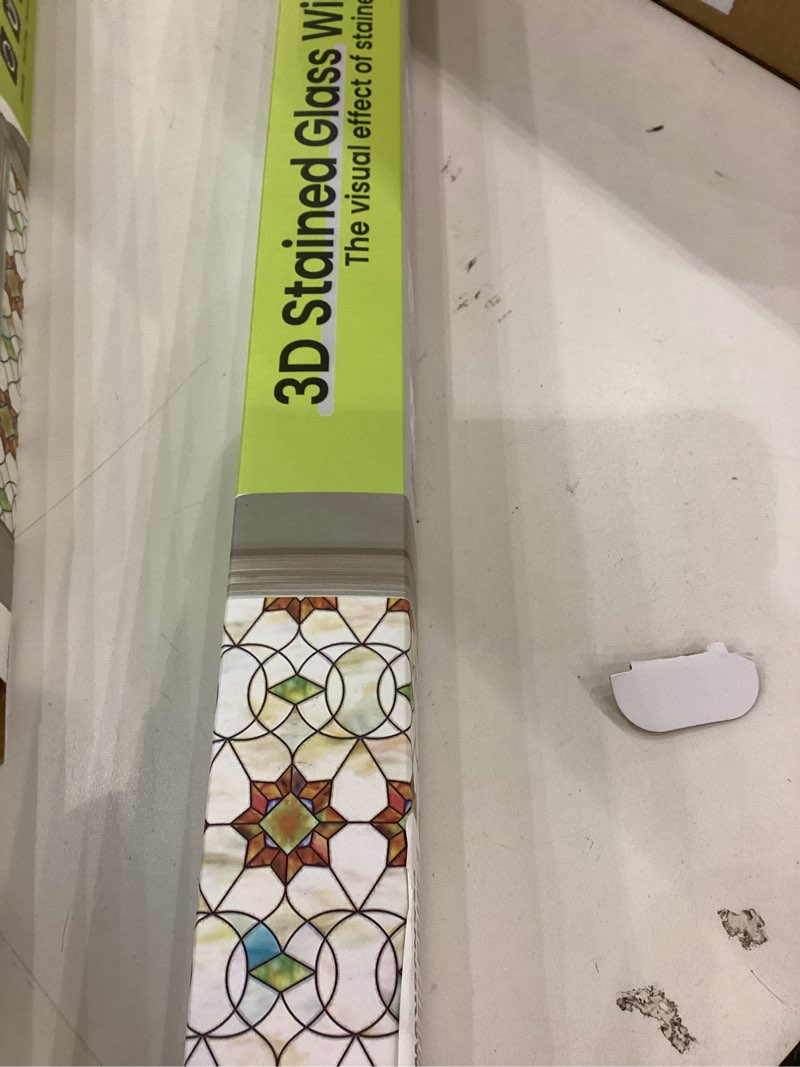 3D Stained Glass Wi
The visual effect of staine